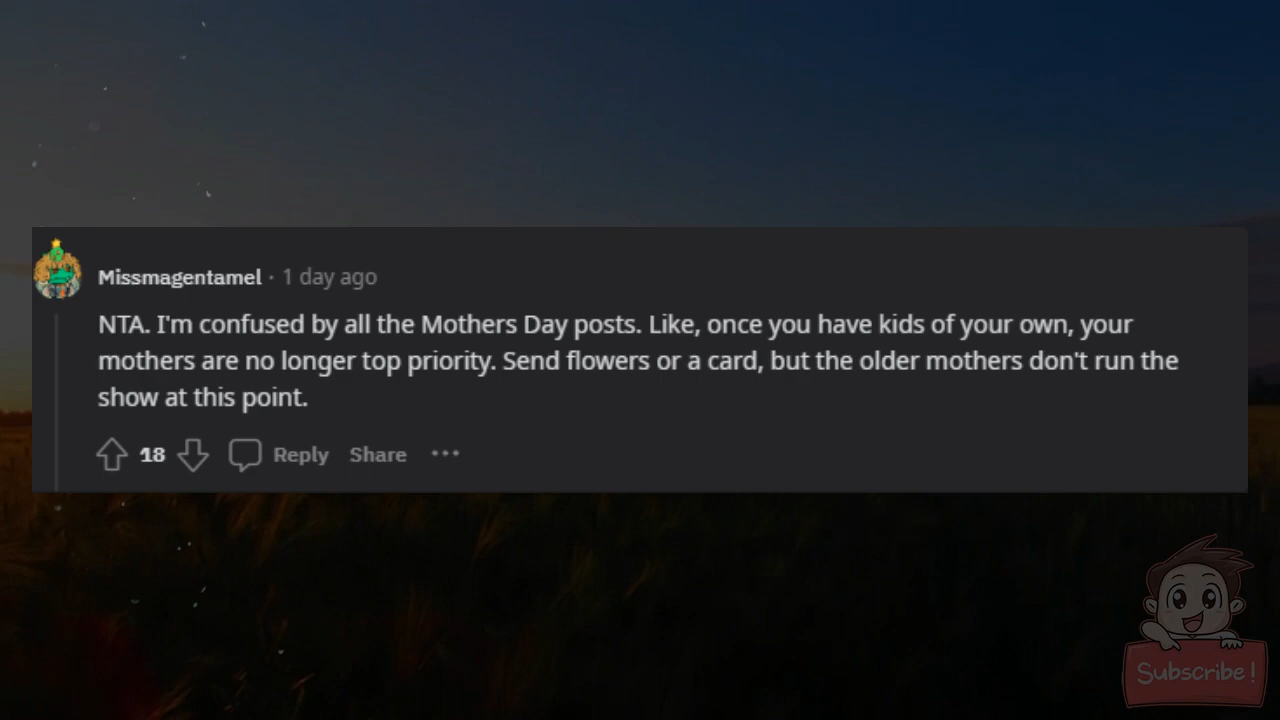 Missmagentamel · 1 day ago
NTA. I'm confused by all the Mothers Day posts. Like, once you have kids of your own, your
mothers are no longer top priority. Send flowers or a card, but the older mothers don't run the
show at this point.
18 Reply Share ···
Subscribe!